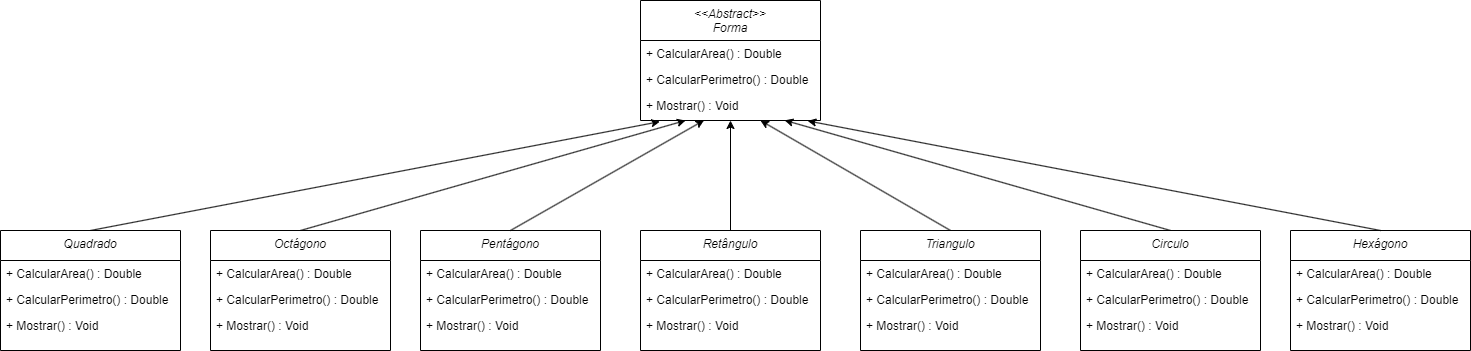 <<Abstract>>
Forma
+ CalcularArea() : Double
+ CalcularPerimetro() : Double
+ Mostrar() : Void
Quadrado
+ CalcularArea() : Double
+ CalcularPerimetro() : Double
+ Mostrar() : Void
Octágono
+ CalcularArea() : Double
+ CalcularPerimetro() : Double
+ Mostrar() : Void
Pentágono
+ CalcularArea() : Double
+ CalcularPerimetro() : Double
+ Mostrar() : Void
Retângulo
+ CalcularArea() : Double
+ CalcularPerimetro() : Double
+ Mostrar() : Void
Triangulo
+ CalcularArea() : Double
+ CalcularPerimetro() : Double
+ Mostrar() : Void
Circulo
+ CalcularArea() : Double
+ CalcularPerimetro() : Double
+ Mostrar() : Void
Hexágono
+ CalcularArea() : Double
+ CalcularPerimetro() : Double
+ Mostrar() : Void